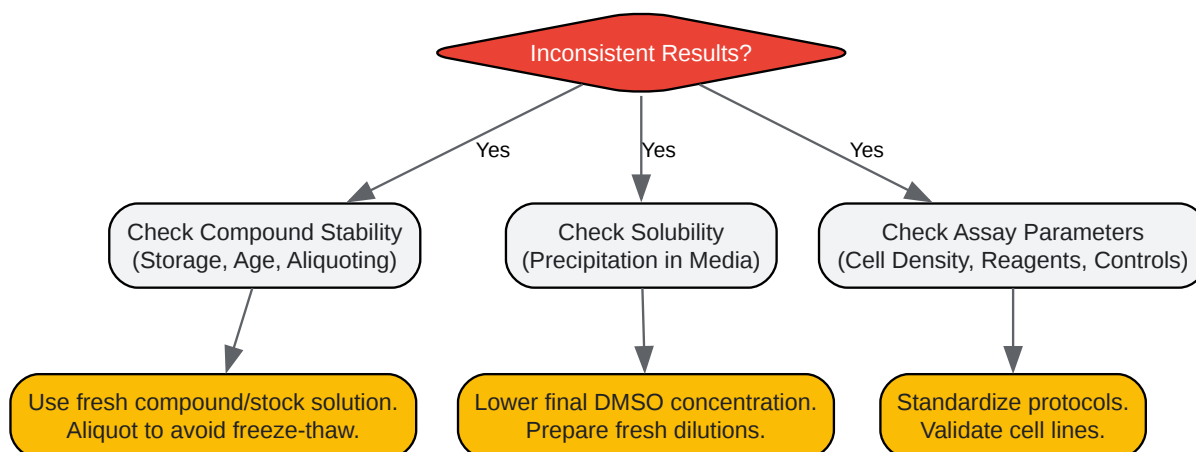 Inconsistent Results?
Yes
Yes
Yes
Check Compound Stability
(Storage, Age, Aliquoting)
Check Solubility
(Precipitation in Media)
Check Assay Parameters
(Cell Density, Reagents, Controls)
Use fresh compound/stock solution.
Aliquot to avoid freeze-thaw.
Lower final DMSO concentration.
Prepare fresh dilutions.
Standardize protocols.
Validate cell lines.